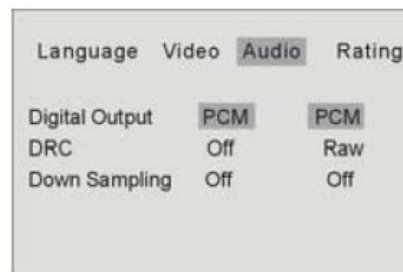 Language Video Audio Rating
Digital Output PCM PCM
DRC Off Raw
Down Sampling Off Off